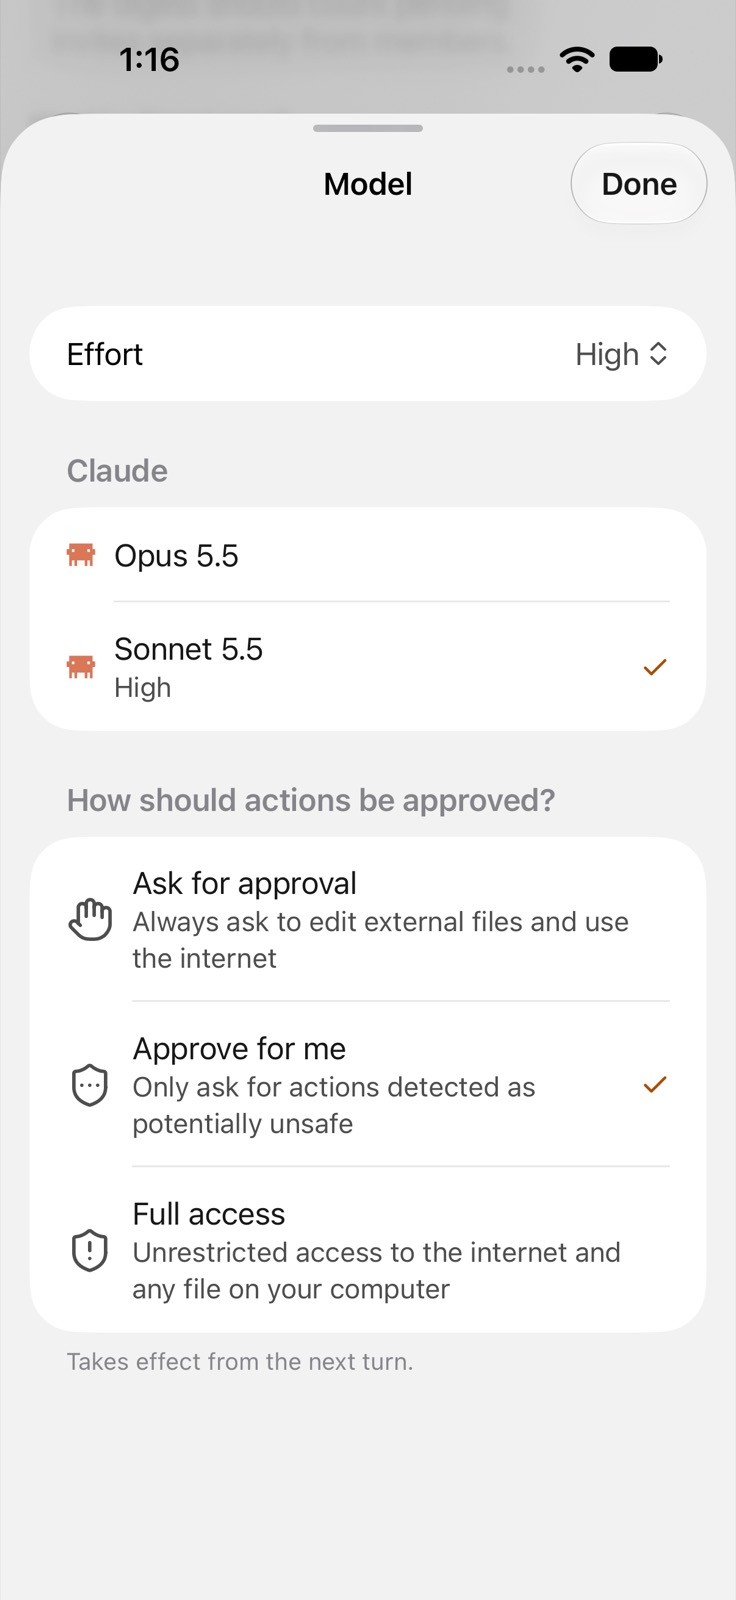 1:16
Model
Done
Effort
High
Claude
Opus 5.5
Sonnet 5.5
High
How should actions be approved?
Ask for approval
Always ask to edit external files and use
the internet
Approve for me
Only ask for actions detected as
potentially unsafe
Full access
Unrestricted access to the internet and
any file on your computer
Takes effect from the next turn.